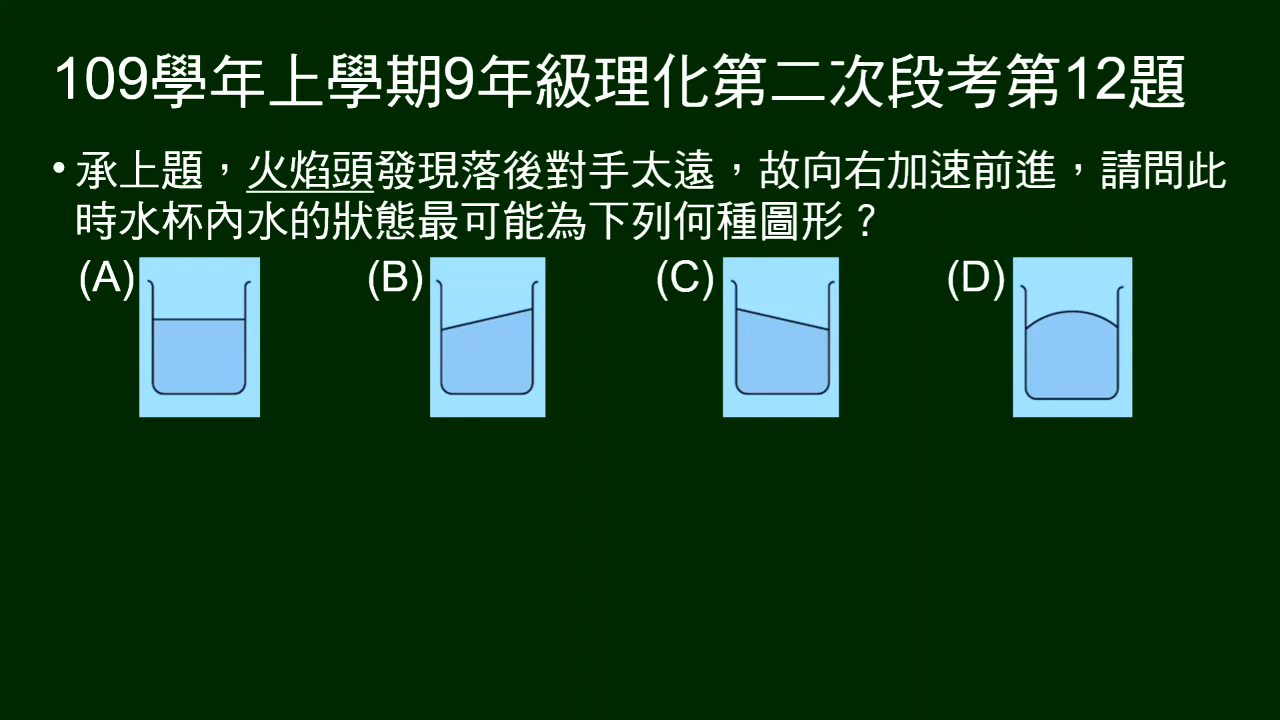 109學年上學期9年級理化第二次段考第12題
• 承上題，火焰頭發現落後對手太遠，故向右加速前進，請問此
時水杯內水的狀態最可能為下列何種圖形？
(A) (B) (C) (D)